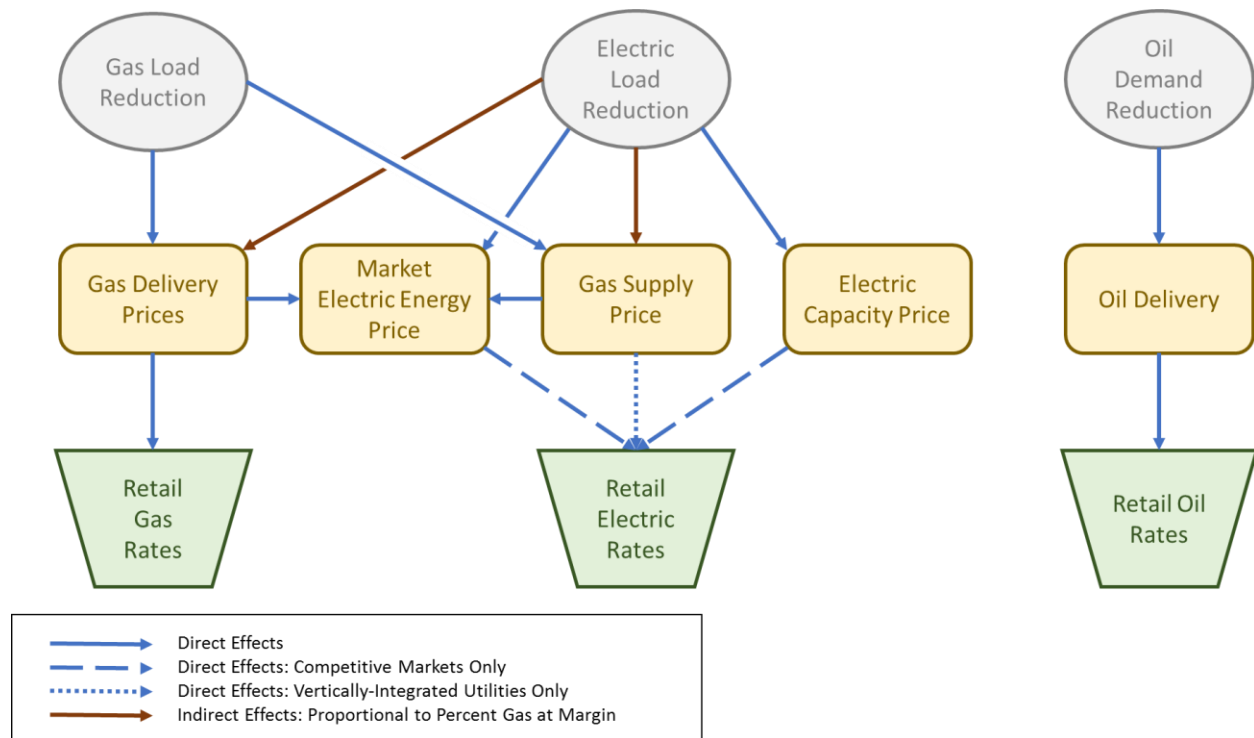 Gas Load
Reduction
Electric
Load
Reduction
Oil
Demand
Reduction
Gas Delivery
Prices
Market
Electric Energy
Price
Gas Supply
Price
Electric
Capacity Price
Oil Delivery
Retail
Gas
Rates
Retail
Electric
Rates
Retail Oil
Rates
Direct Effects
Direct Effects: Competitive Markets Only
Direct Effects: Vertically-Integrated Utilities Only
Indirect Effects: Proportional to Percent Gas at Margin